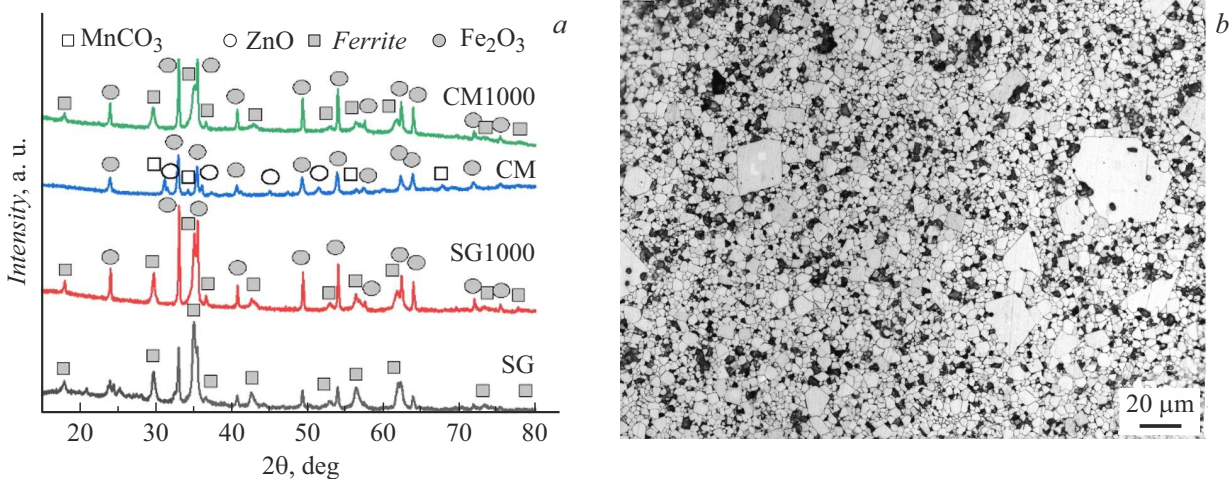 a
MnCO3 ZnO Ferrite Fe2O3
CM1000
CM
SG1000
SG
Intensity, a. u.
20 30 40 50 60 70 80
2θ, deg
b
20 μm